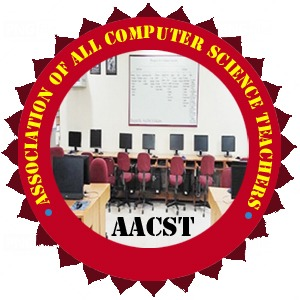 ASSOCIATION OF ALL COMPUTER SCIENCE TEACHERS
AACST